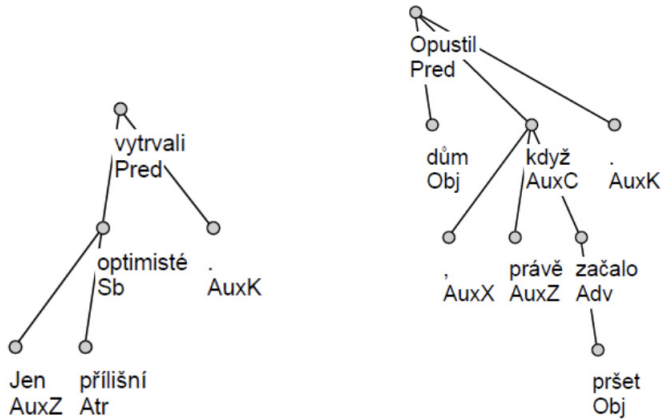 vytrvali
Pred
optimisté
Sb
.
AuxK
Jen
AuxZ
přílišní
Atr
Opustil
Pred
dům
Obj
když
AuxC
.
AuxK
,
AuxX
právě
AuxZ
začalo
Adv
pršet
Obj